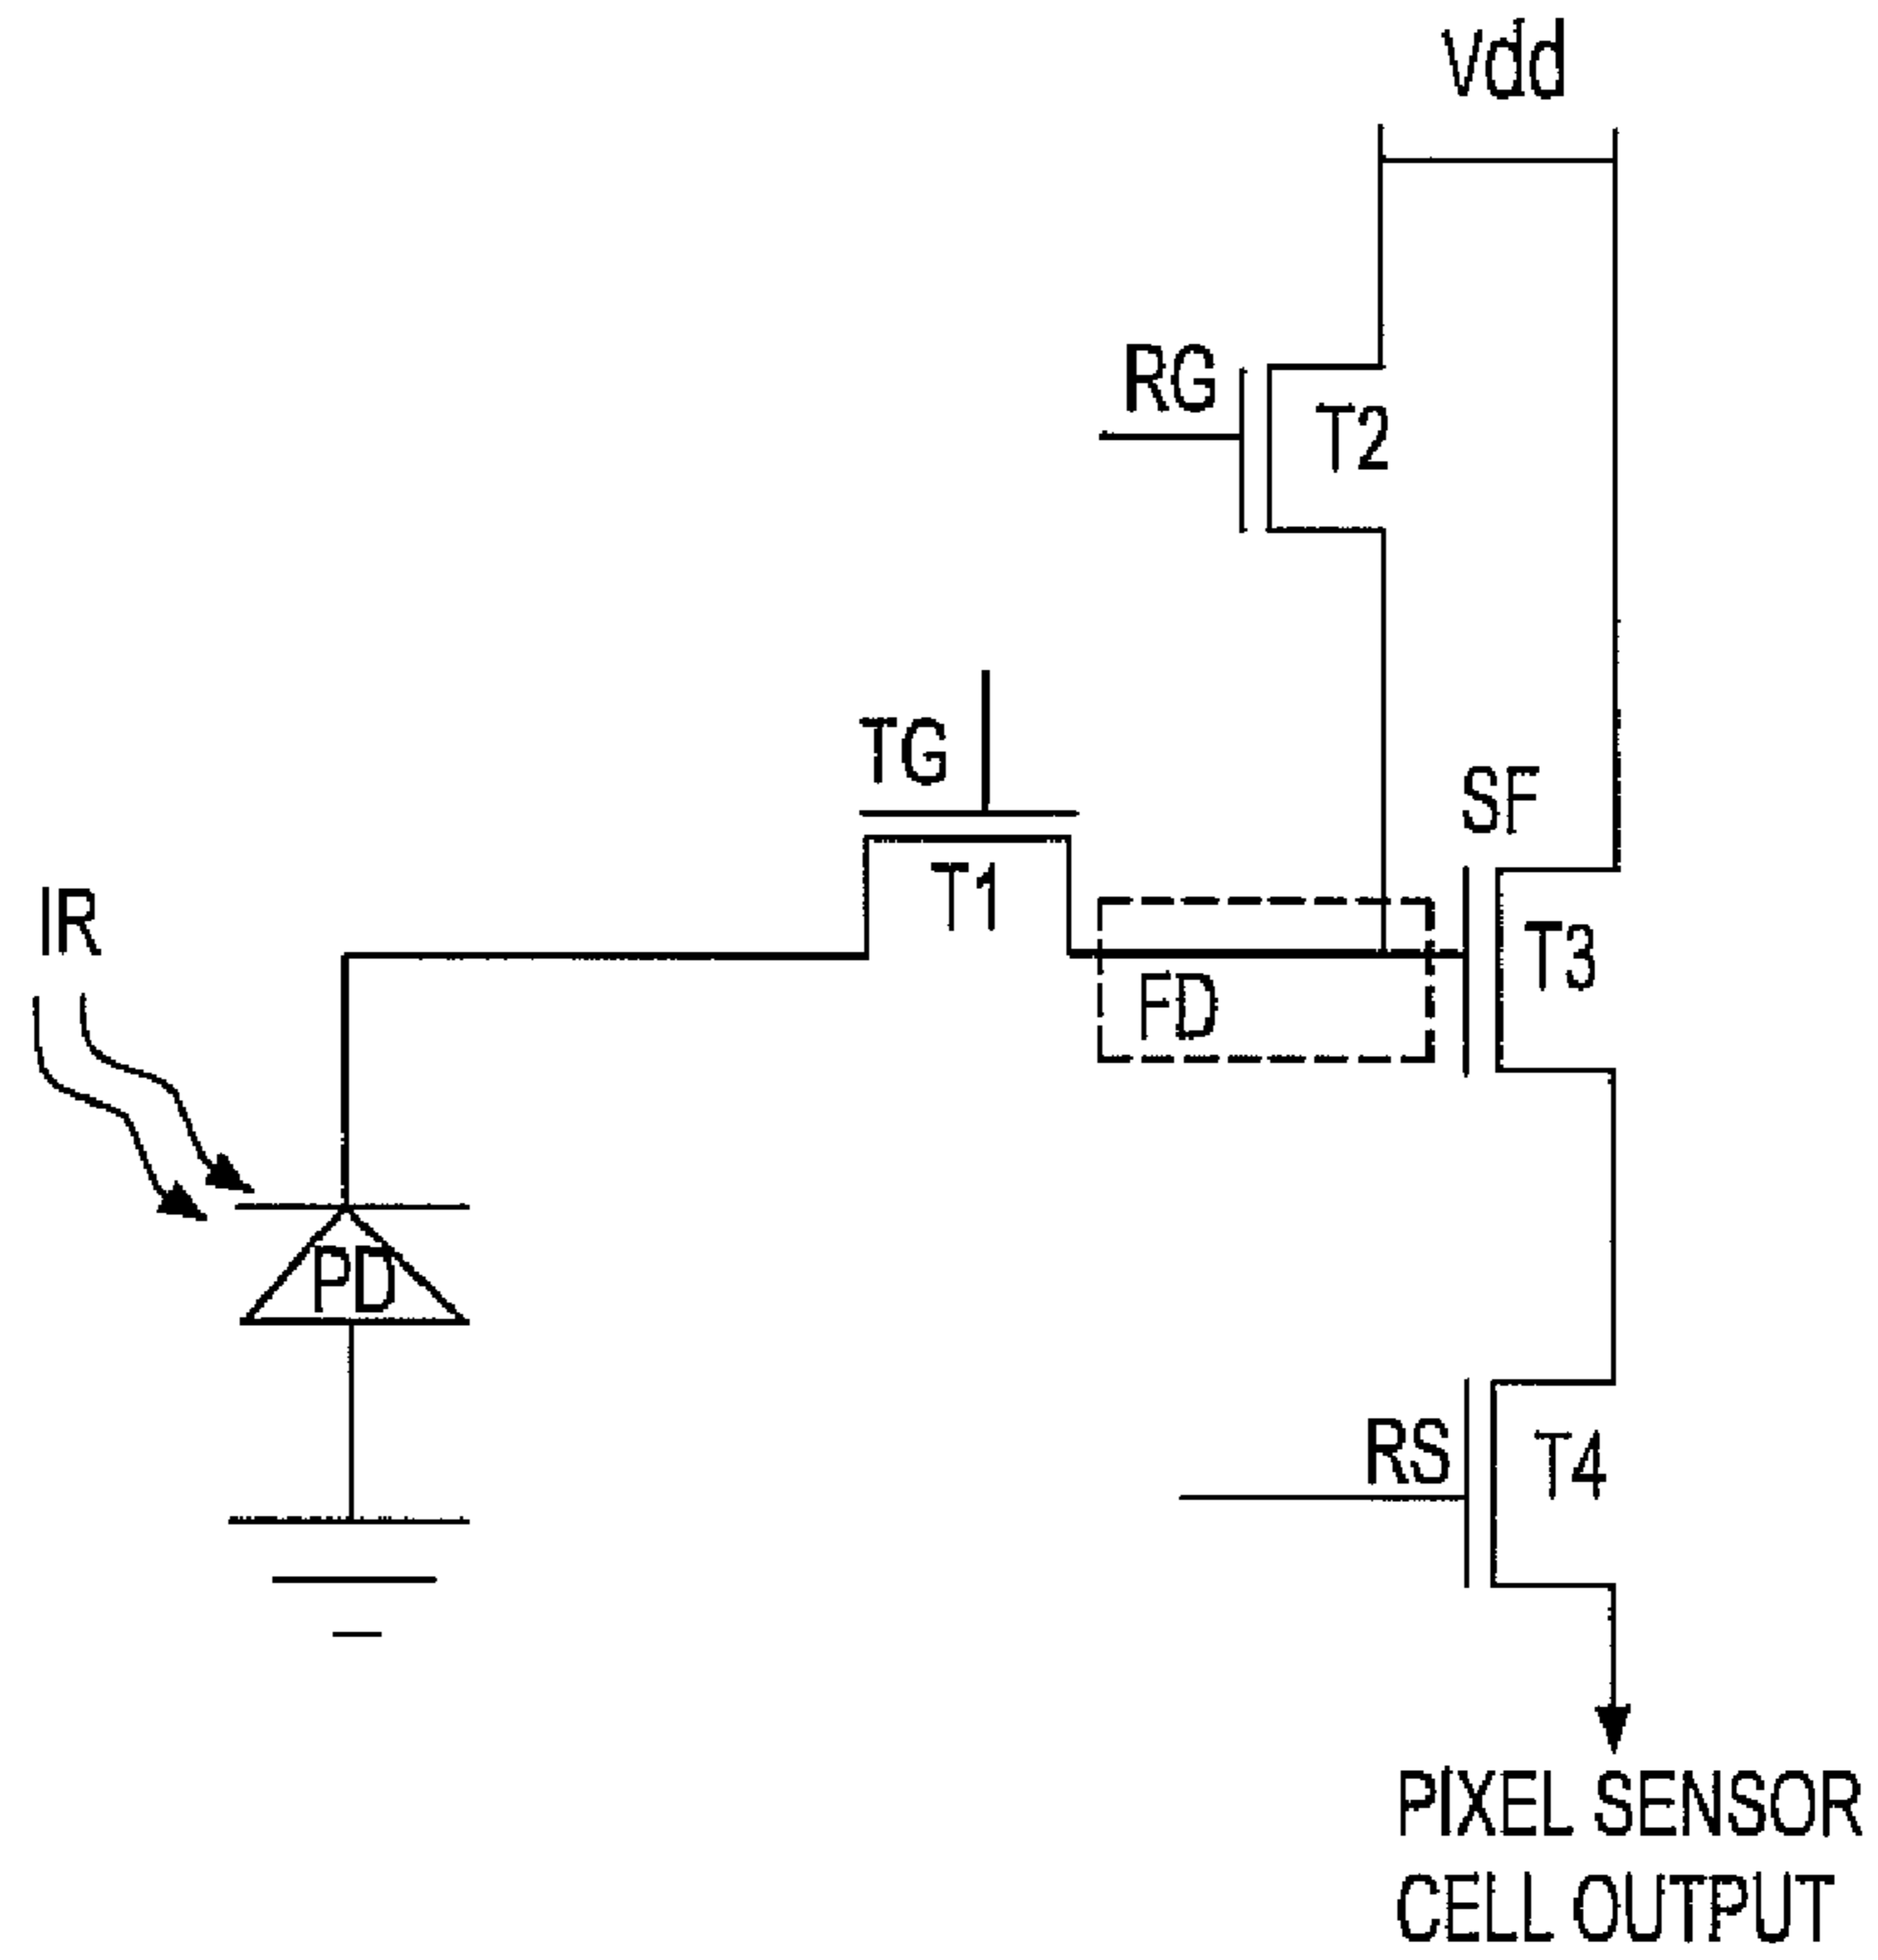 Vdd
RG
T2
TG
T1
SF
T3
IR
FD
PD
RS
T4
PIXEL SENSOR
CELL OUTPUT